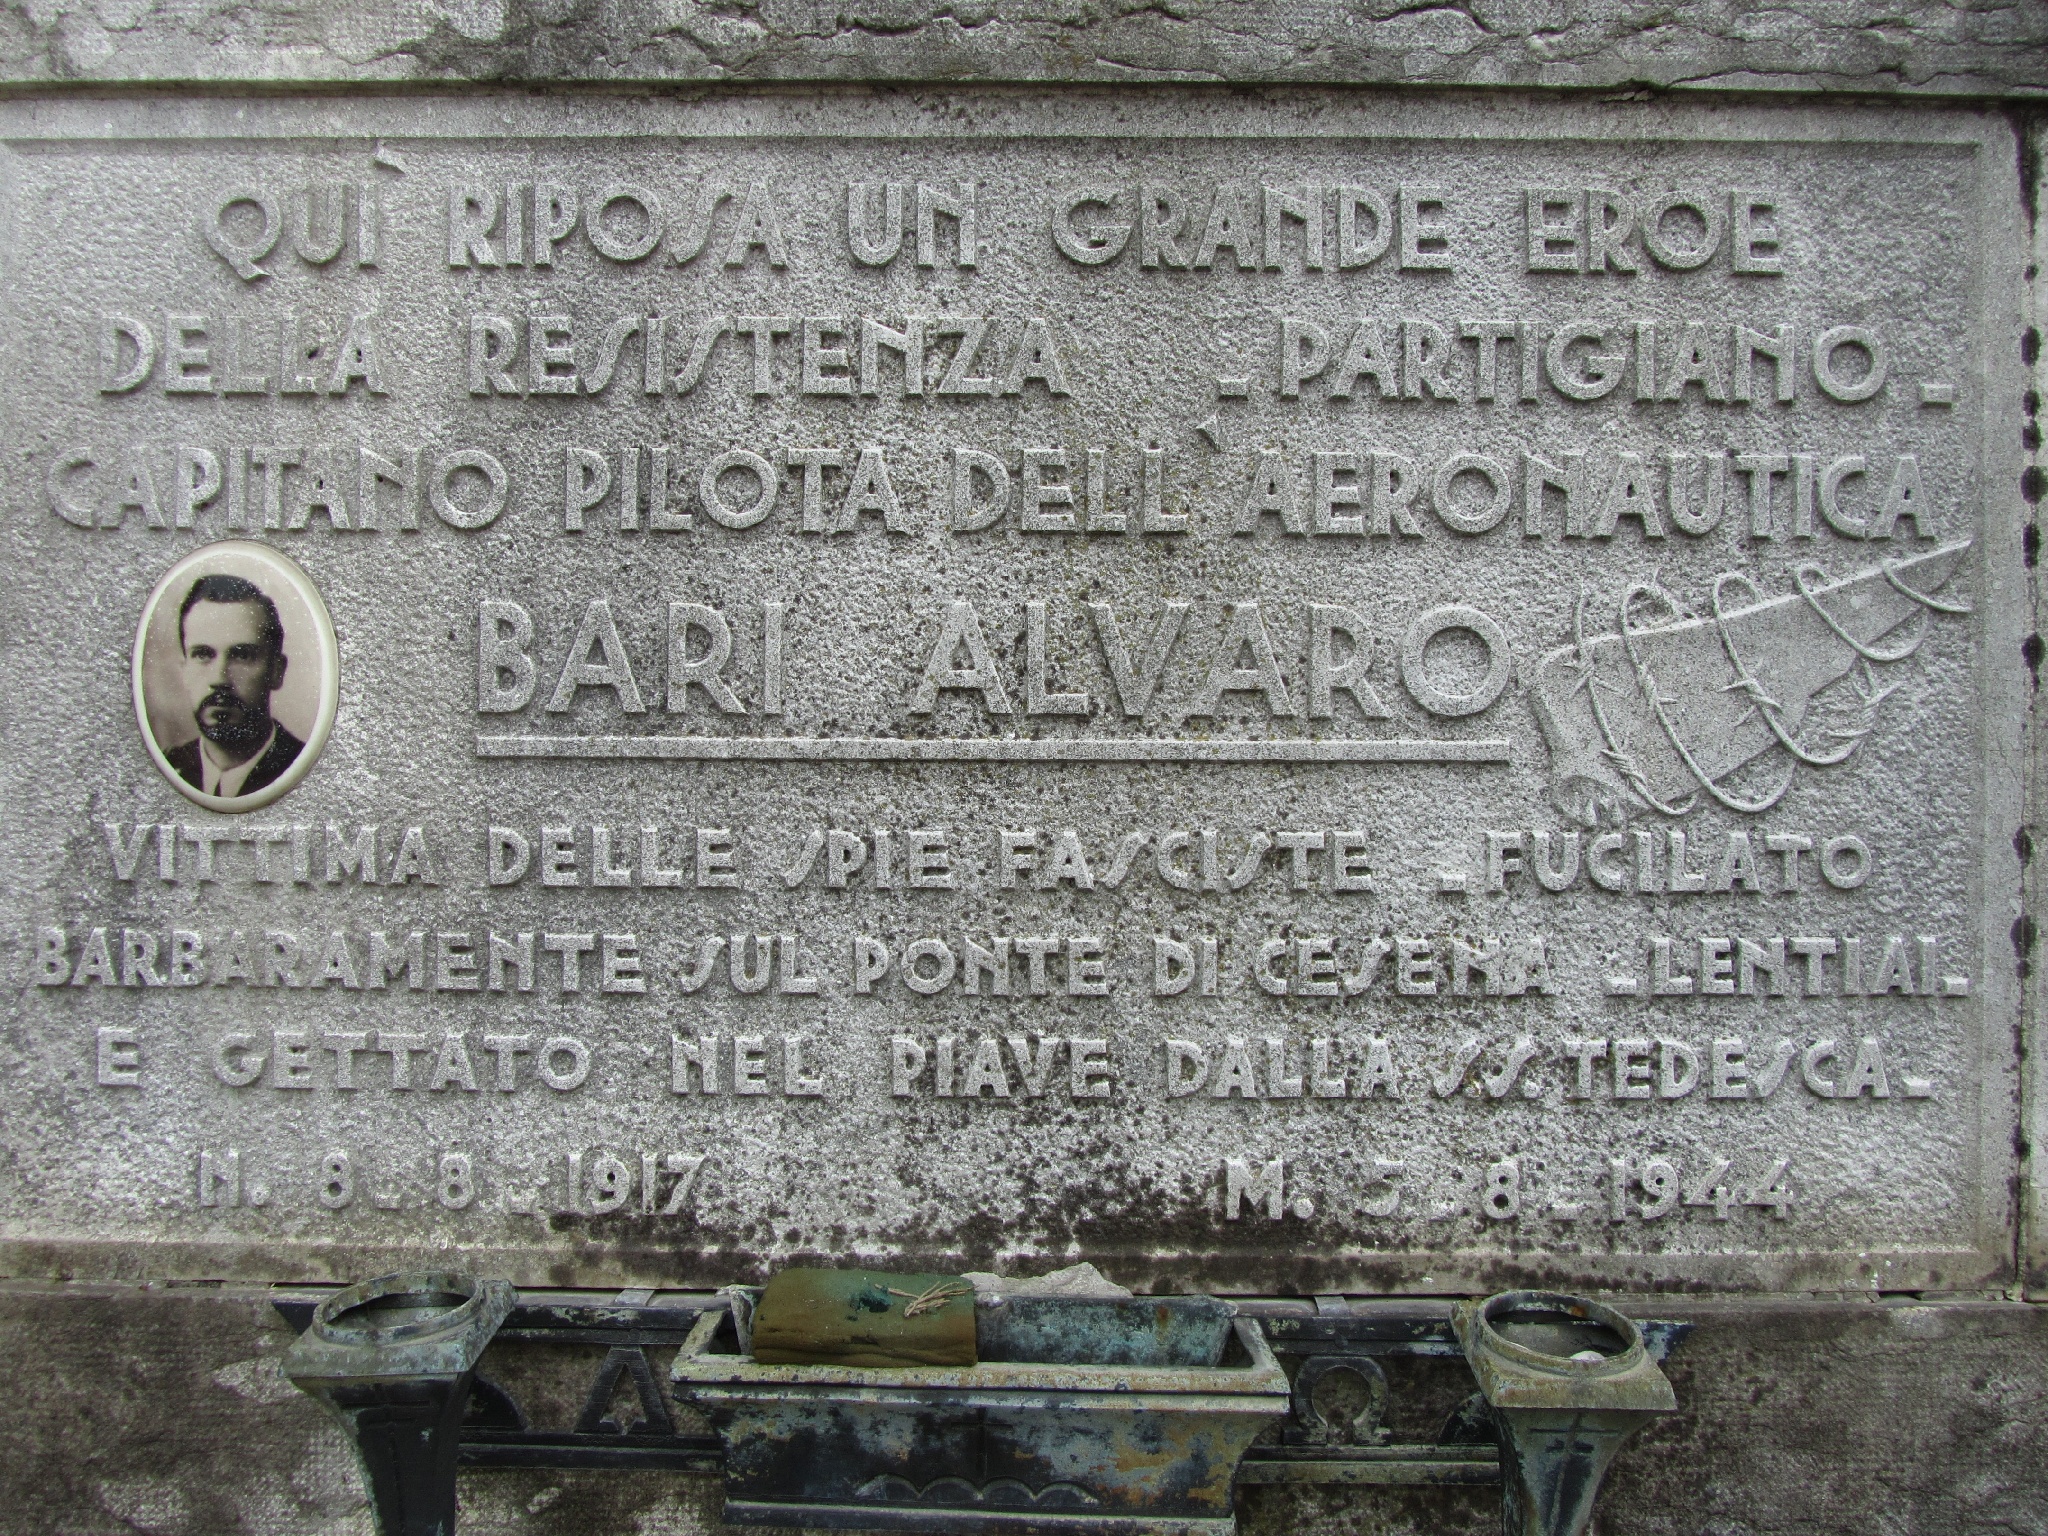 QUI RIPOSA UN GRANDE EROE
DELLA RESISTENZA - PARTIGIANO -
CAPITANO PILOTA DELL'AERONAUTICA
BARI ALVARO
VITTIMA DELLE SPIE FASCISTE - FUCILATO
BARBARAMENTE SUL PONTE DI CESENA - LENTIAI -
E GETTATO NEL PIAVE DALLA SS. TEDESCA -
N. 8 - 8 - 1917 M. 5 - 8 - 1944
Α Ω